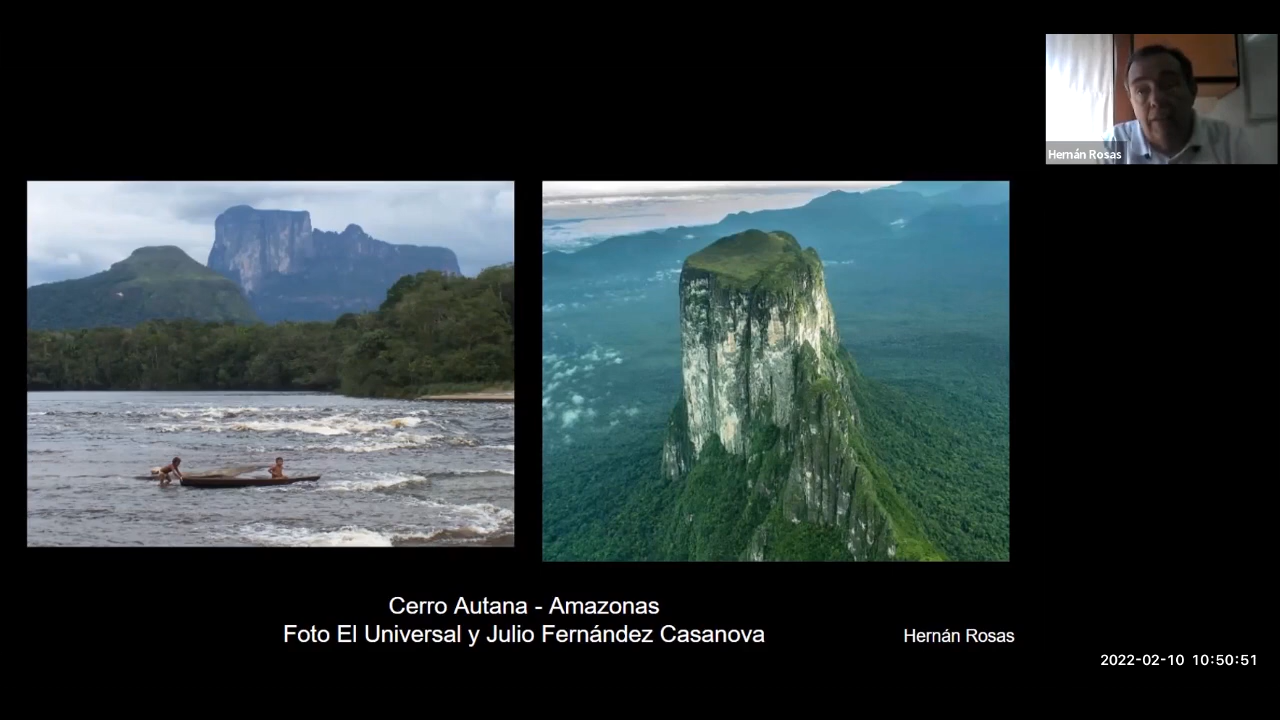 Hernán Rosas
Cerro Autana - Amazonas
Foto El Universal y Julio Fernández Casanova
Hernán Rosas
2022-02-10 10:50:51